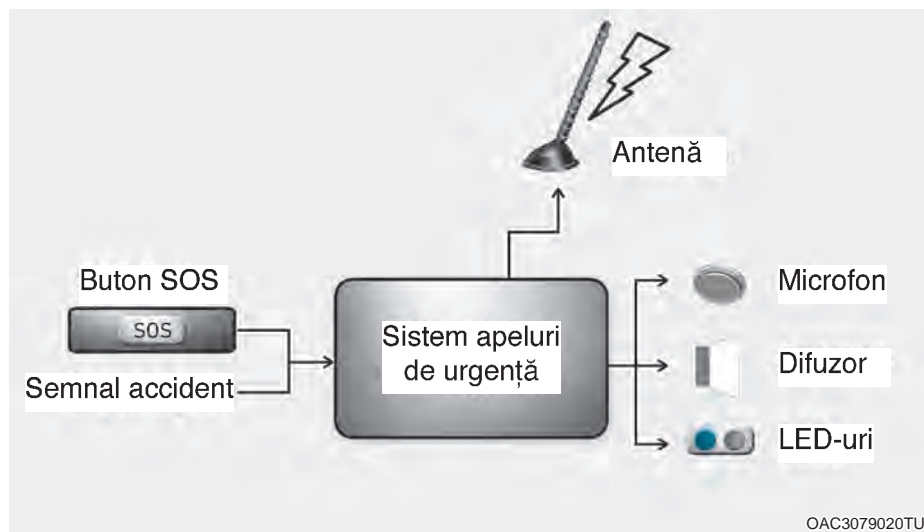 Antenă
Buton SOS
SOS
Semnal accident
Sistem apeluri
de urgență
Microfon
Difuzor
LED-uri
OAC3079020TU